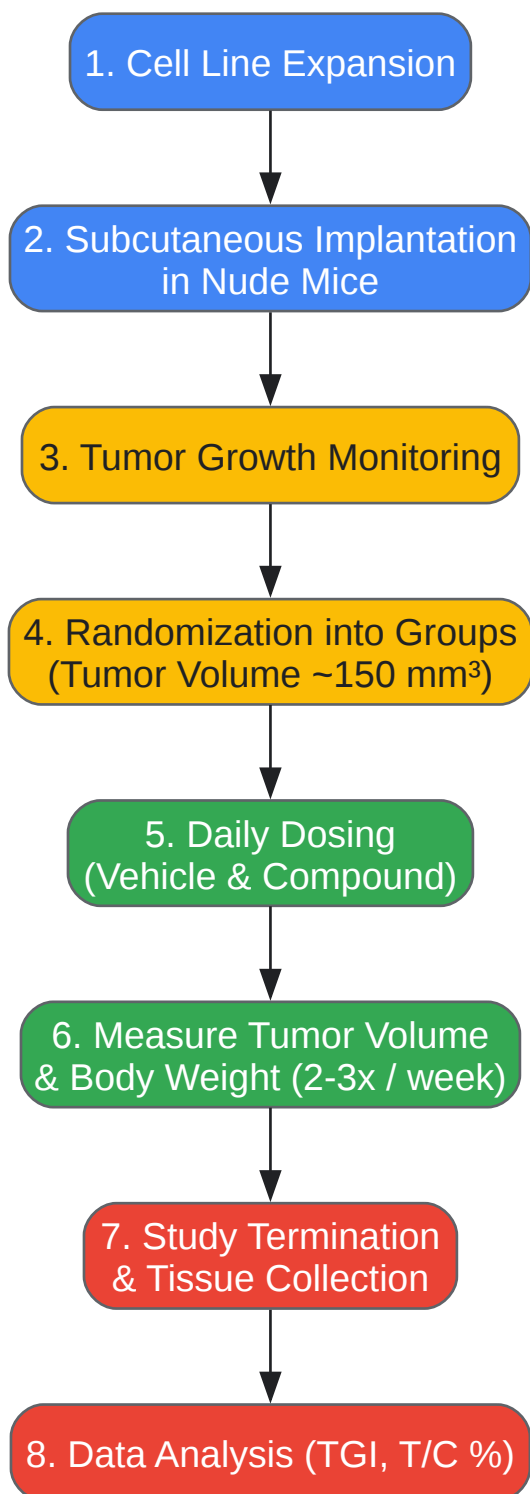 1. Cell Line Expansion
2. Subcutaneous Implantation
in Nude Mice
3. Tumor Growth Monitoring
4. Randomization into Groups
(Tumor Volume ~150 mm³)
5. Daily Dosing
(Vehicle & Compound)
6. Measure Tumor Volume
& Body Weight (2-3x / week)
7. Study Termination
& Tissue Collection
8. Data Analysis (TGI, T/C %)